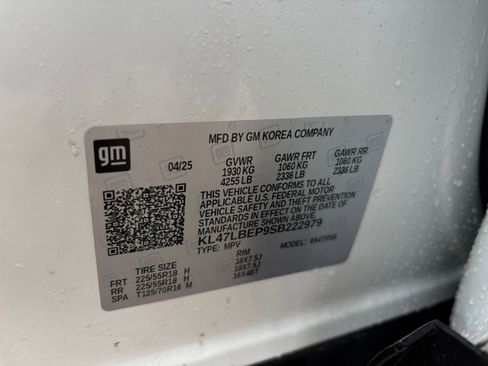 gm
MFD BY GM KOREA COMPANY
04/25 GVWR GAWR FRT GAWR RR
1930 KG 1060 KG 1060 KG
4255 LB 2336 LB 2336 LB
THIS VEHICLE CONFORMS TO ALL
APPLICABLE U.S. FEDERAL MOTOR
VEHICLE SAFETY, BUMPER, AND THEFT PREVENTION
STANDARDS IN EFFECT ON THE DATE OF
MANUFACTURE SHOWN ABOVE.
KL47LBEP9SB222979
TYPE: MPV MODEL:
TIRE SIZE RIM
FRT 225/55R18 H 18X7.5J
RR 225/55R18 H 18X7.5J
SPA T125/70R16 M 16X4BT